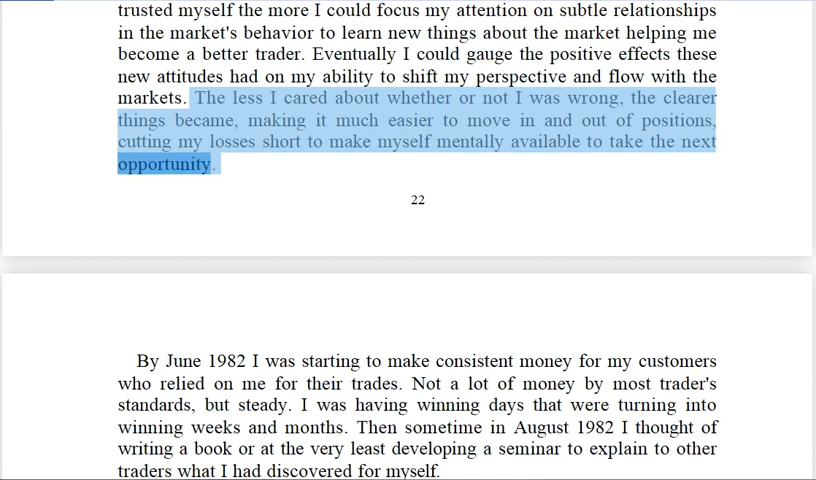 trusted myself the more I could focus my attention on subtle relationships
in the market's behavior to learn new things about the market helping me
become a better trader. Eventually I could gauge the positive effects these
new attitudes had on my ability to shift my perspective and flow with the
markets. The less I cared about whether or not I was wrong, the clearer
things became, making it much easier to move in and out of positions,
cutting my losses short to make myself mentally available to take the next
opportunity.
22
By June 1982 I was starting to make consistent money for my customers
who relied on me for their trades. Not a lot of money by most trader's
standards, but steady. I was having winning days that were turning into
winning weeks and months. Then sometime in August 1982 I thought of
writing a book or at the very least developing a seminar to explain to other
traders what I had discovered for myself.